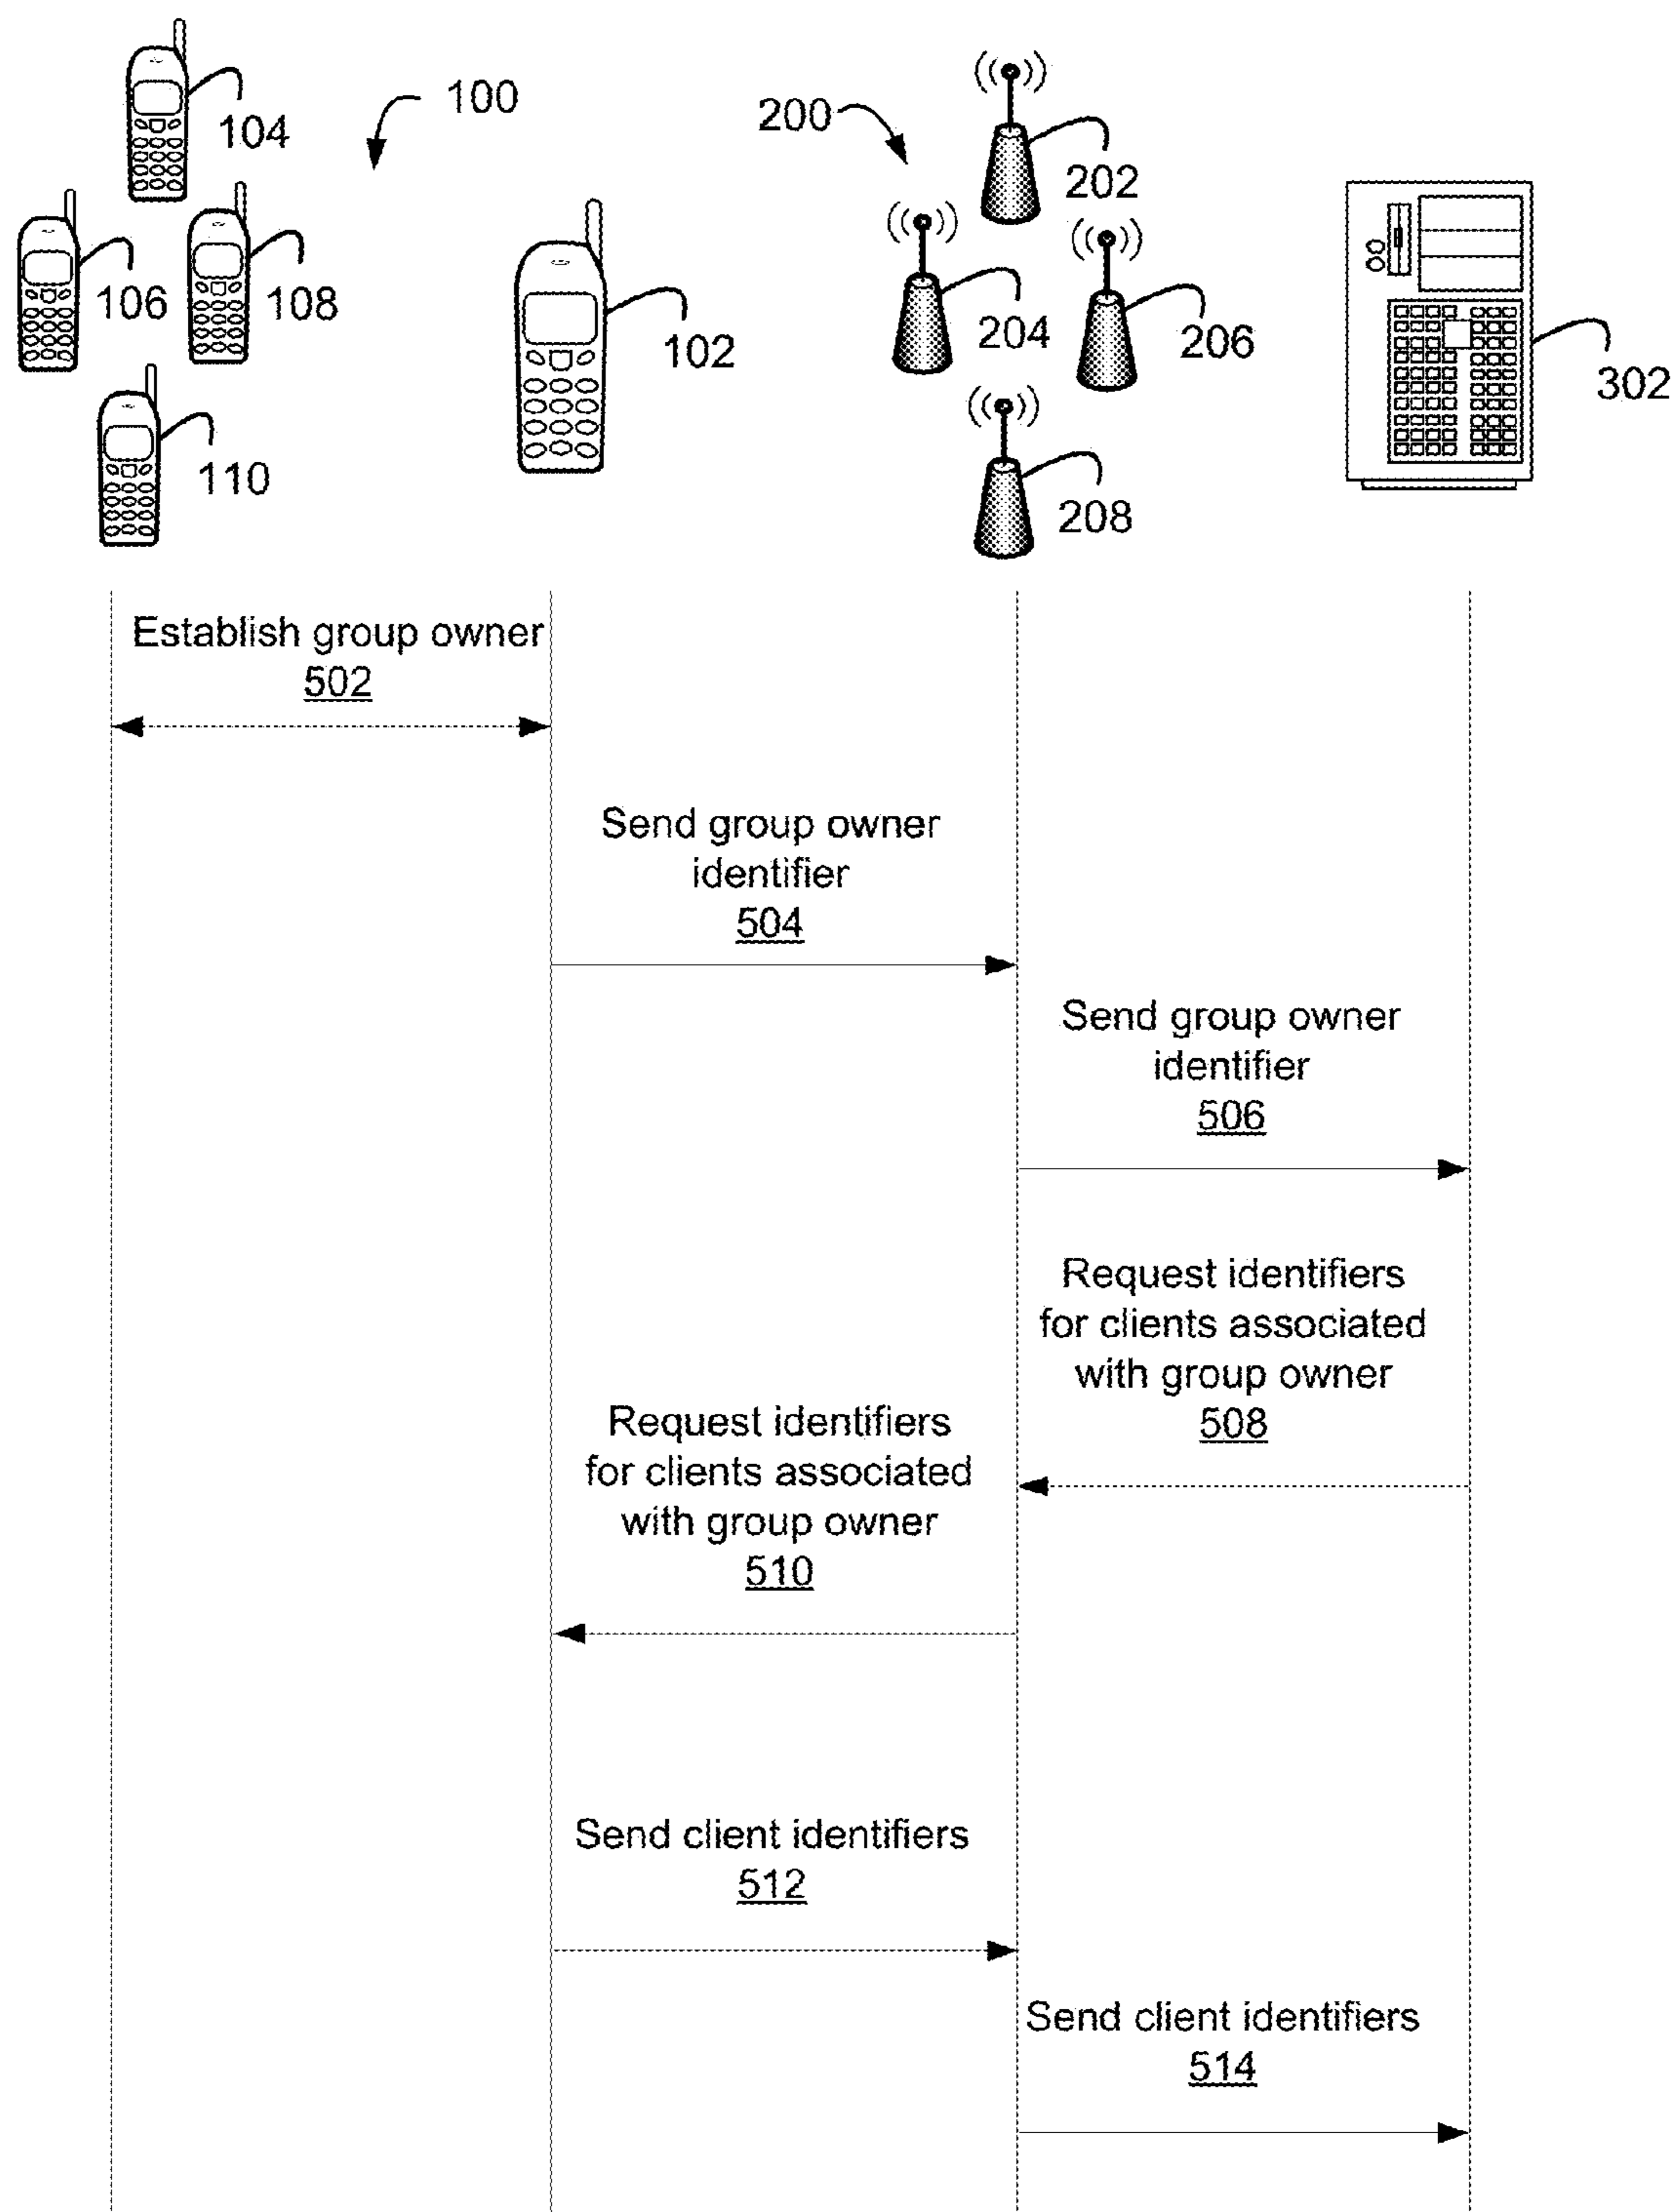 104
100
200
202
106
108
102
204
206
302
110
208
Establish group owner
502
Send group owner
identifier
504
Send group owner
identifier
506
Request identifiers
for clients associated
with group owner
508
Request identifiers
for clients associated
with group owner
510
Send client identifiers
512
Send client identifiers
514